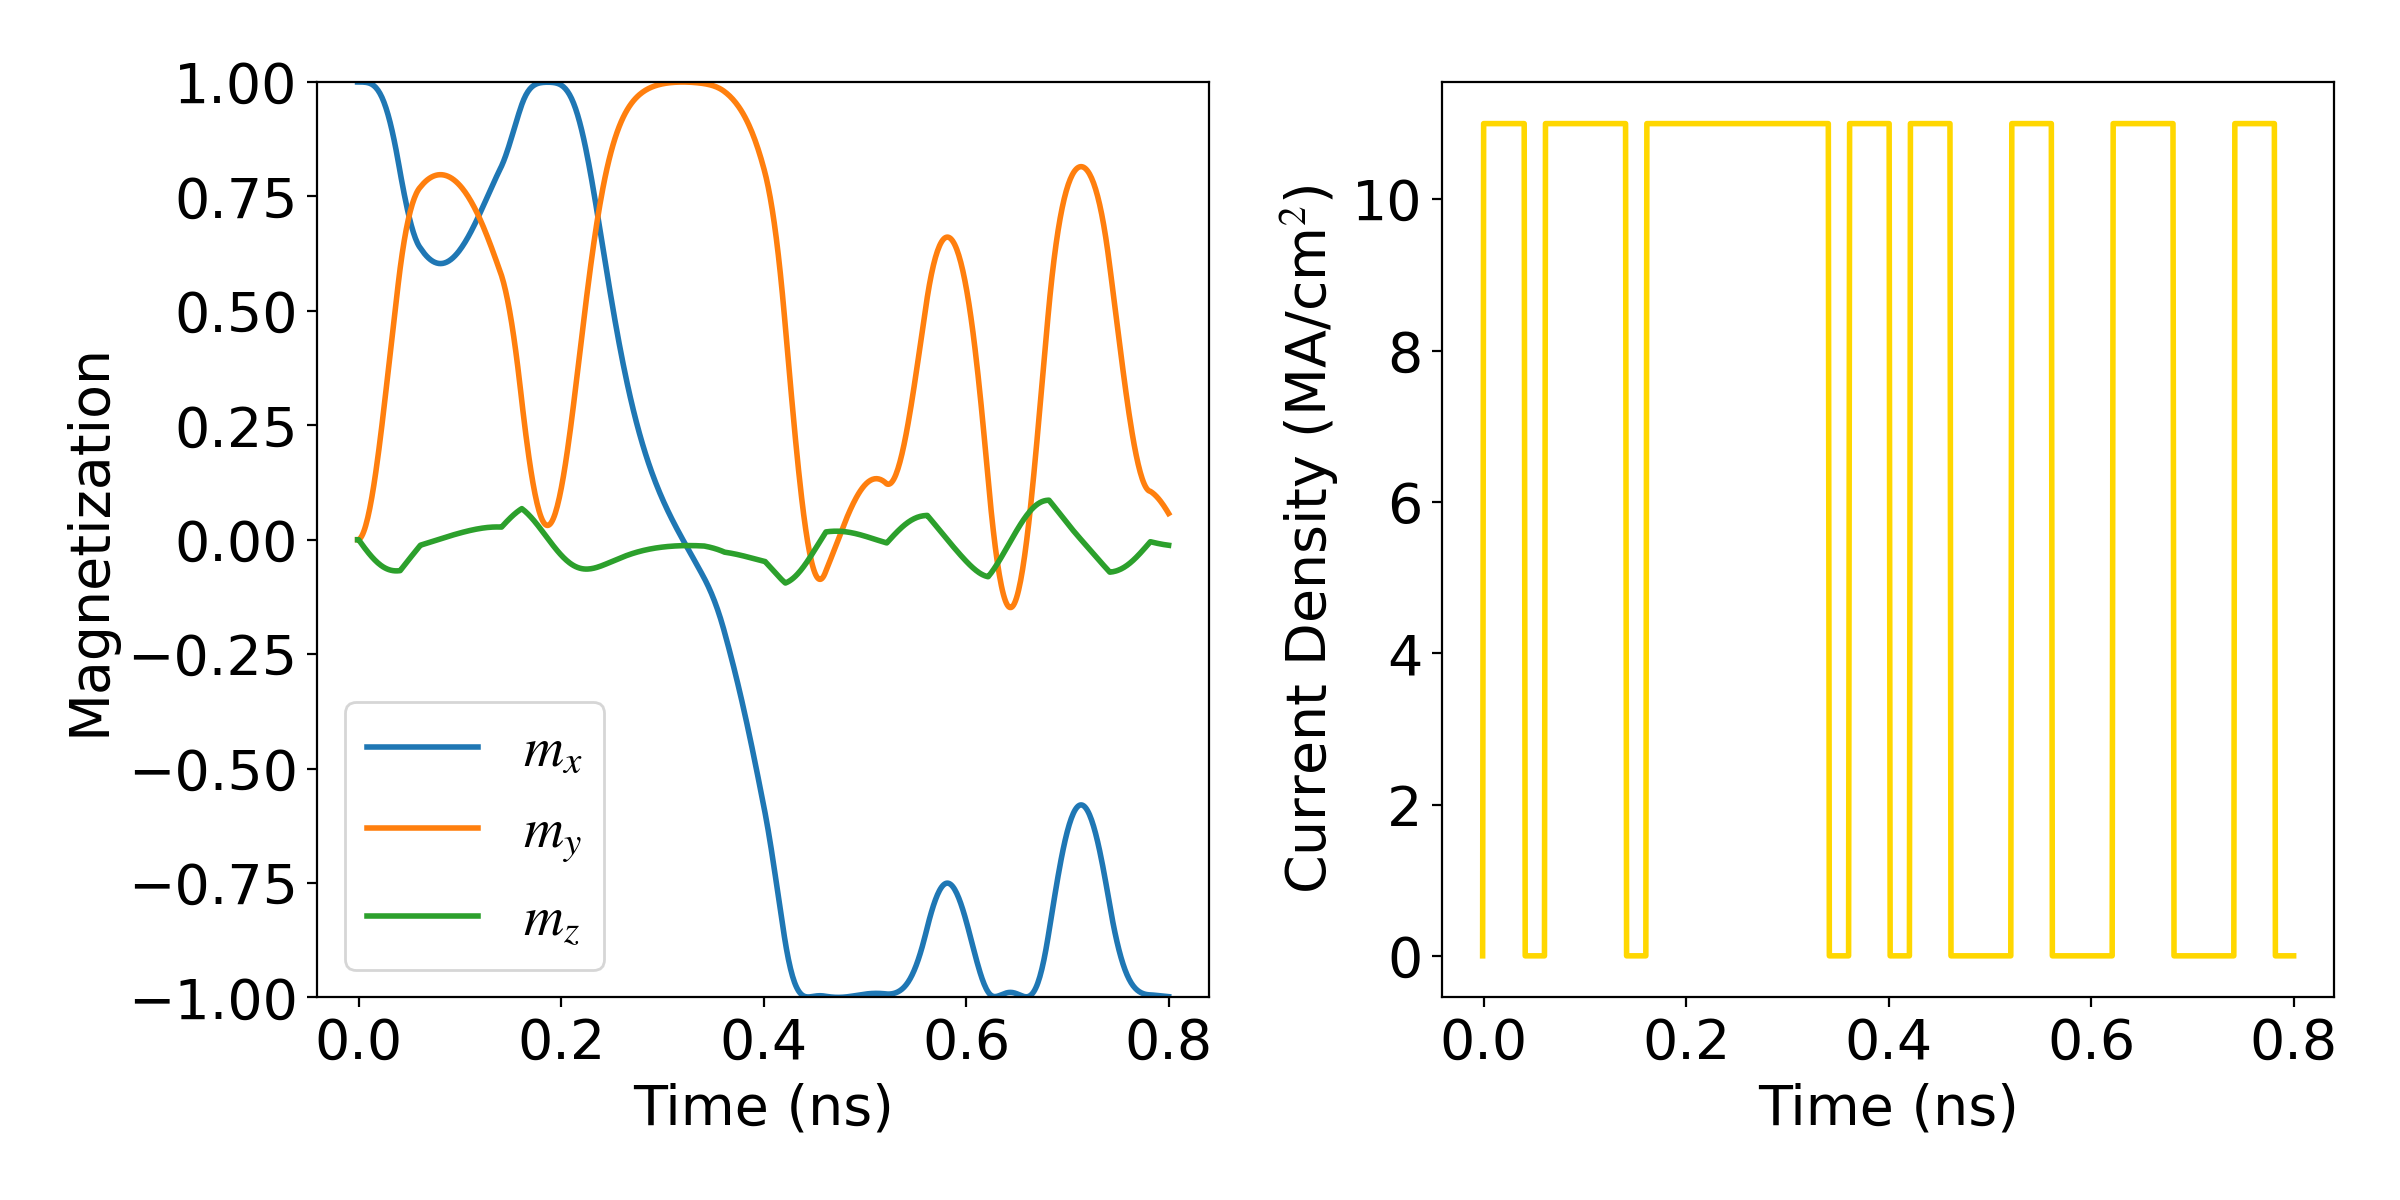 Magnetization
1.00
0.75
0.50
0.25
0.00
−0.25
−0.50
−0.75
−1.00
m_x
m_y
m_z
0.0 0.2 0.4 0.6 0.8
Time (ns)
Current Density (MA/cm²)
10
8
6
4
2
0
0.0 0.2 0.4 0.6 0.8
Time (ns)